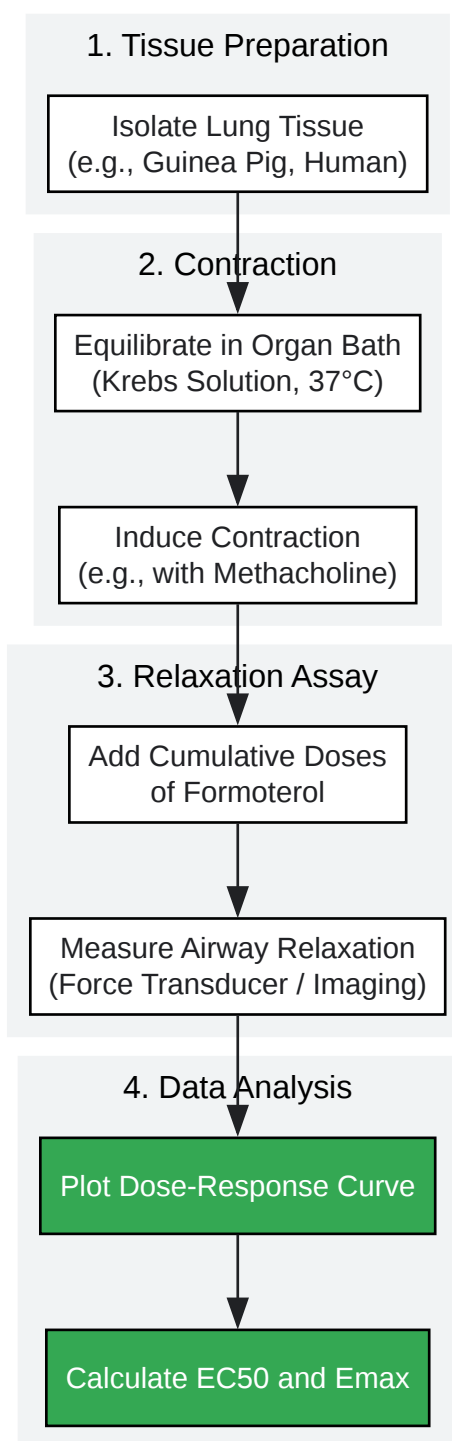 1. Tissue Preparation
Isolate Lung Tissue
(e.g., Guinea Pig, Human)
2. Contraction
Equilibrate in Organ Bath
(Krebs Solution, 37°C)
Induce Contraction
(e.g., with Methacholine)
3. Relaxation Assay
Add Cumulative Doses
of Formoterol
Measure Airway Relaxation
(Force Transducer / Imaging)
4. Data Analysis
Plot Dose-Response Curve
Calculate EC50 and Emax